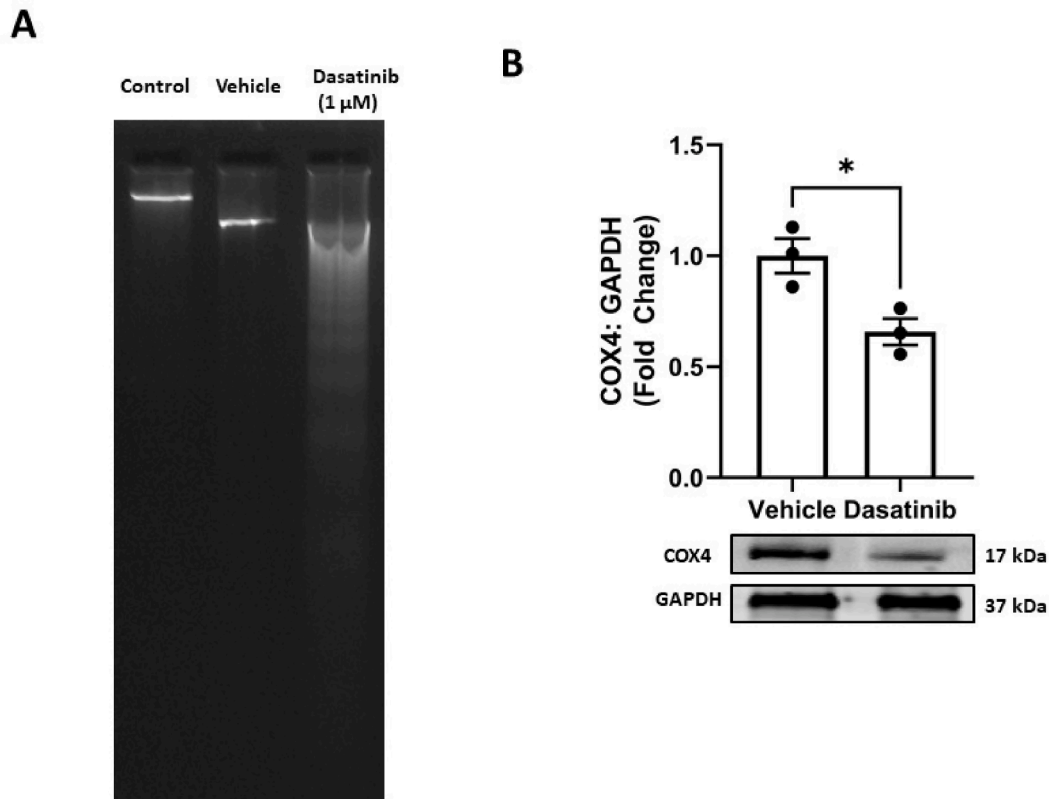 A
Control Vehicle Dasatinib
(1 µM)
B
COX4: GAPDH
(Fold Change)
1.5
1.0
0.5
0.0
*
Vehicle Dasatinib
COX4 17 kDa
GAPDH 37 kDa